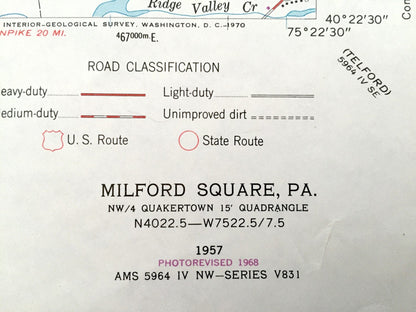 Ridge Valley Cr
INTERIOR-GEOLOGICAL SURVEY, WASHINGTON, D. C.-1970
NPIKE 20 MI.
467000m E.
40°22'30"
75°22'30"
Con
(TELFORD)
5964 IV SE
ROAD CLASSIFICATION
eavy-duty
Light-duty
edium-duty
Unimproved dirt
U. S. Route
State Route
MILFORD SQUARE, PA.
NW/4 QUAKERTOWN 15' QUADRANGLE
N4022.5—W7522.5/7.5
1957
PHOTOREVISED 1968
AMS 5964 IV NW—SERIES V831